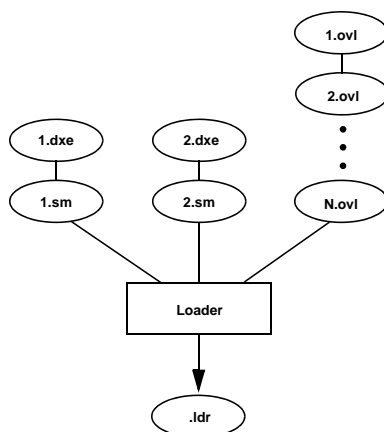 1.ovl
2.ovl
1.dxe
2.dxe
1.sm
2.sm
N.ovl
Loader
.ldr